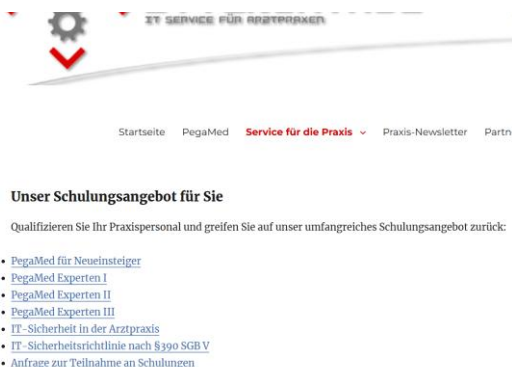 IT SERVICE FÜR ARZTPRAXEN
Startseite PegaMed Service für die Praxis Praxis-Newsletter Partn
Unser Schulungsangebot für Sie
Qualifizieren Sie Ihr Praxispersonal und greifen Sie auf unser umfangreiches Schulungsangebot zurück:
PegaMed für Neueinsteiger
PegaMed Experten I
PegaMed Experten II
PegaMed Experten III
IT-Sicherheit in der Arztpraxis
IT-Sicherheitsrichtlinie nach §390 SGB V
Anfrage zur Teilnahme an Schulungen